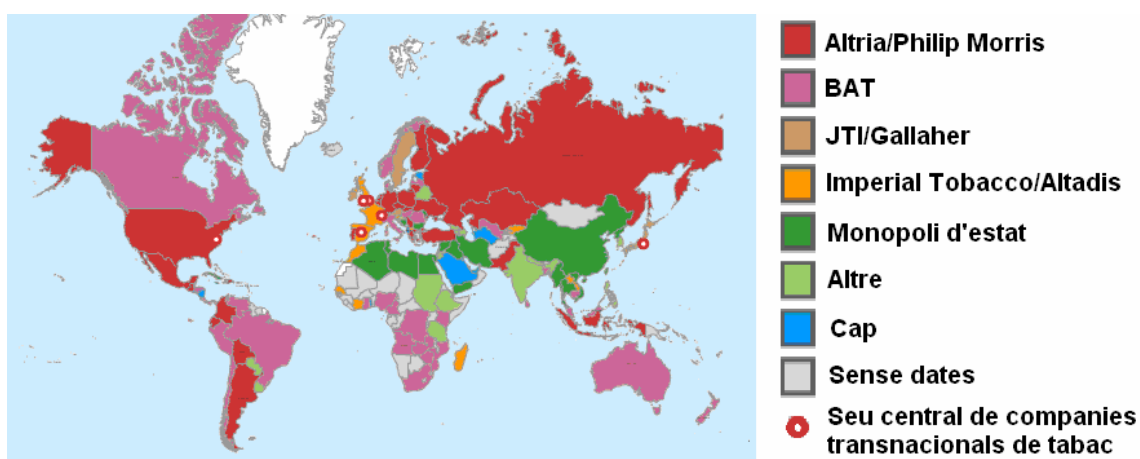 Altria/Philip Morris
BAT
JTI/Gallaher
Imperial Tobacco/Altadis
Monopoli d'estat
Altre
Cap
Sense dates
Seu central de companies
transnacionals de tabac